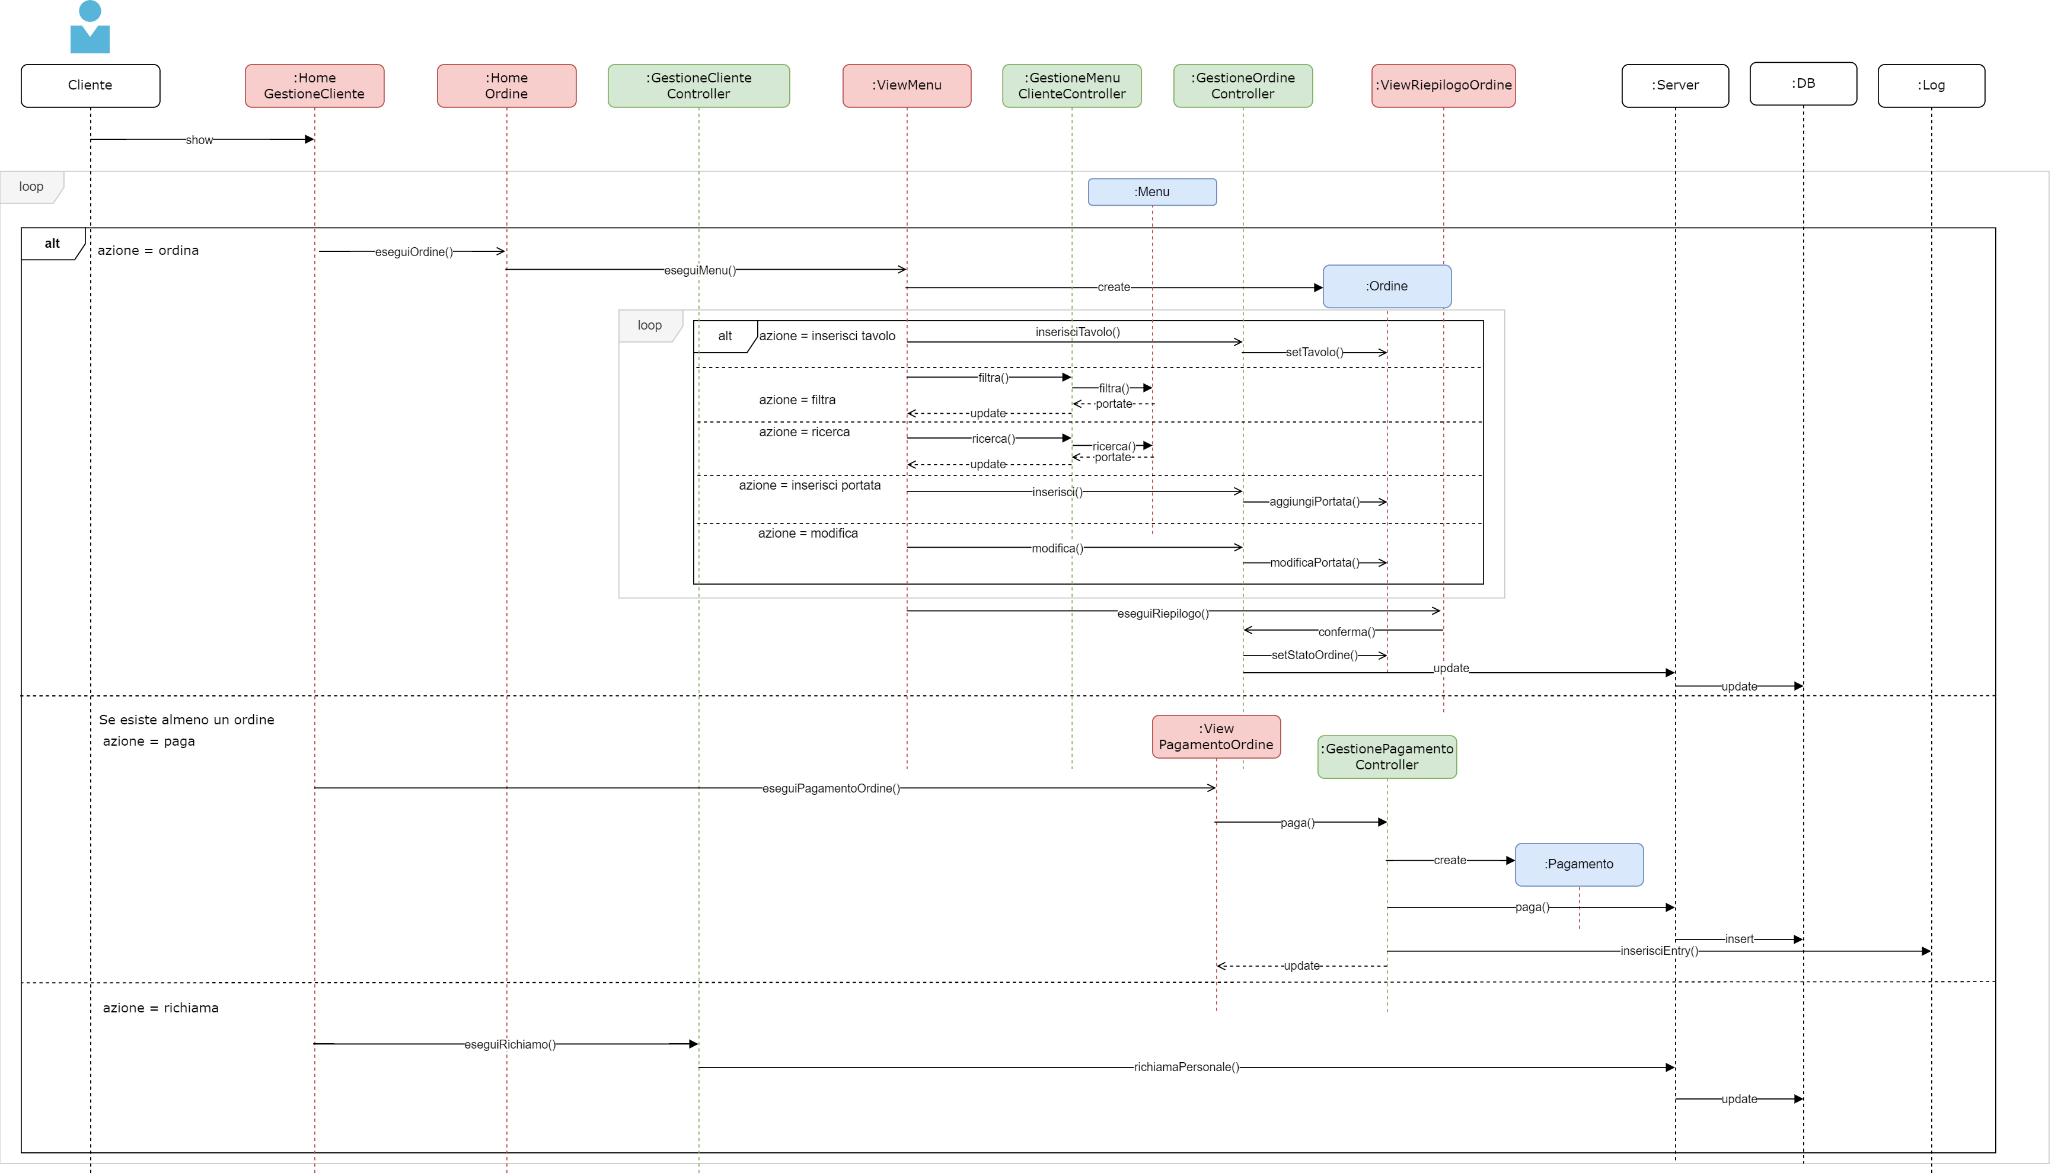 Cliente
:Home
GestioneCliente
:Home
Ordine
:GestioneCliente
Controller
:ViewMenu
:GestioneMenu
ClienteController
:GestioneOrdine
Controller
:ViewRiepilogoOrdine
:Server
:DB
:Log
show
loop
:Menu
alt
azione = ordina
eseguiOrdine()
eseguiMenu()
create
:Ordine
loop
alt
azione = inserisci tavolo
inserisciTavolo()
setTavolo()
filtra()
filtra()
azione = filtra
portate
update
azione = ricerca
ricerca()
ricerca()
portate
update
azione = inserisci portata
inserisci()
aggiungiPortata()
azione = modifica
modifica()
modificaPortata()
eseguiRiepilogo()
conferma()
setStatoOrdine()
update
update
Se esiste almeno un ordine
azione = paga
:View
PagamentoOrdine
:GestionePagamento
Controller
eseguiPagamentoOrdine()
paga()
create
:Pagamento
paga()
insert
inserisciEntry()
update
azione = richiama
eseguiRichiamo()
richiamaPersonale()
update